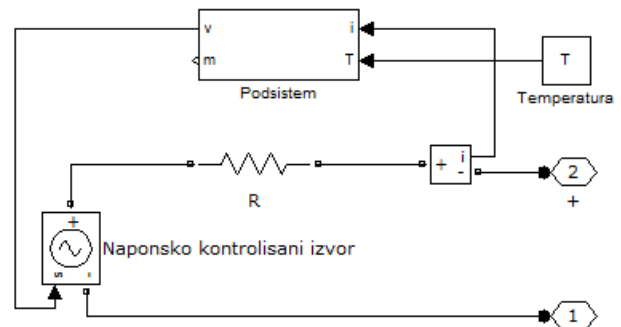 v i
m T
T
Podsistem
Temperatura
+ i
-
2
R
+
+
Naponsko kontrolisani izvor
s -
1